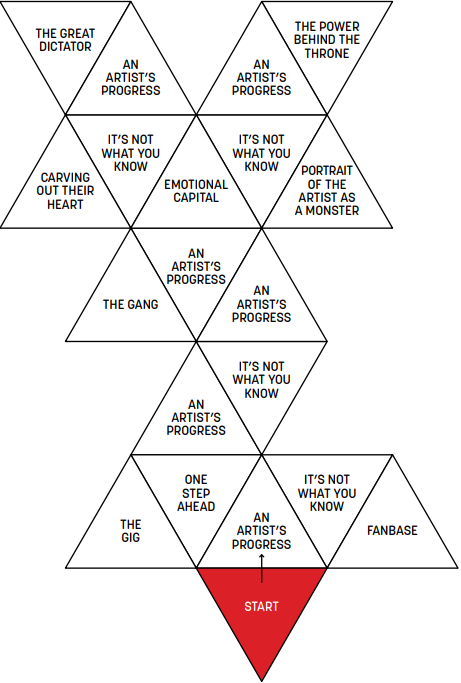 THE GREAT
DICTATOR
AN
ARTIST'S
PROGRESS
AN
ARTIST'S
PROGRESS
THE POWER
BEHIND THE
THRONE
CARVING
OUT THEIR
HEART
IT'S NOT
WHAT YOU
KNOW
EMOTIONAL
CAPITAL
IT'S NOT
WHAT YOU
KNOW
PORTRAIT
OF THE
ARTIST AS
A MONSTER
THE GANG
AN
ARTIST'S
PROGRESS
AN
ARTIST'S
PROGRESS
AN
ARTIST'S
PROGRESS
IT'S NOT
WHAT YOU
KNOW
THE
GIG
ONE
STEP
AHEAD
AN
ARTIST'S
PROGRESS
IT'S NOT
WHAT YOU
KNOW
FANBASE
START